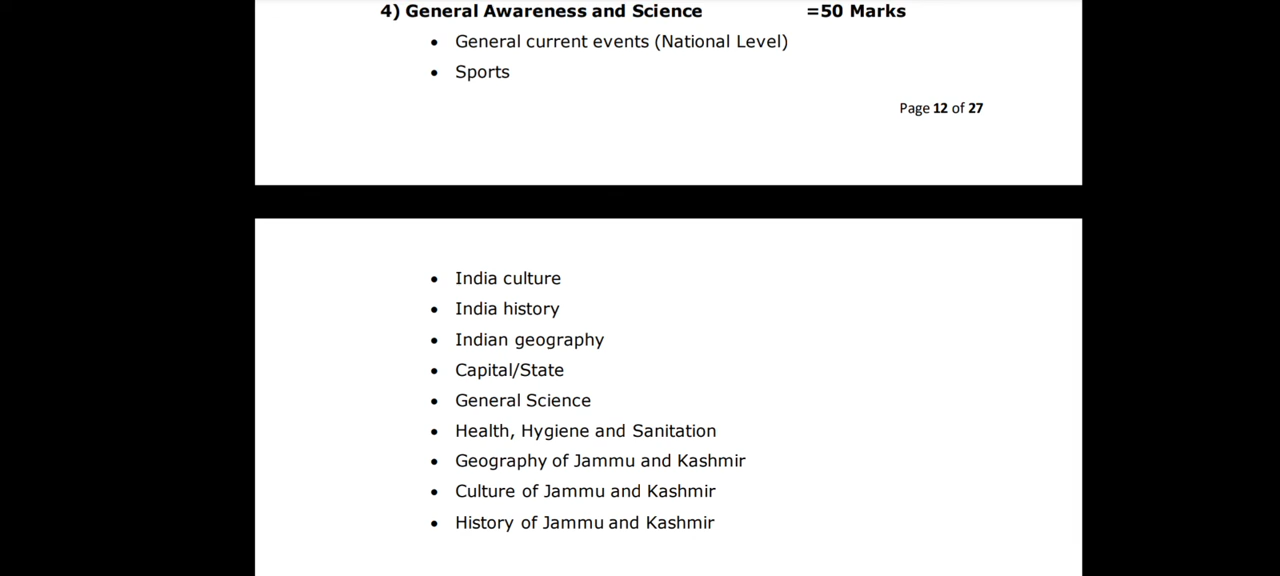 4) General Awareness and Science =50 Marks
• General current events (National Level)
• Sports
Page 12 of 27
• India culture
• India history
• Indian geography
• Capital/State
• General Science
• Health, Hygiene and Sanitation
• Geography of Jammu and Kashmir
• Culture of Jammu and Kashmir
• History of Jammu and Kashmir